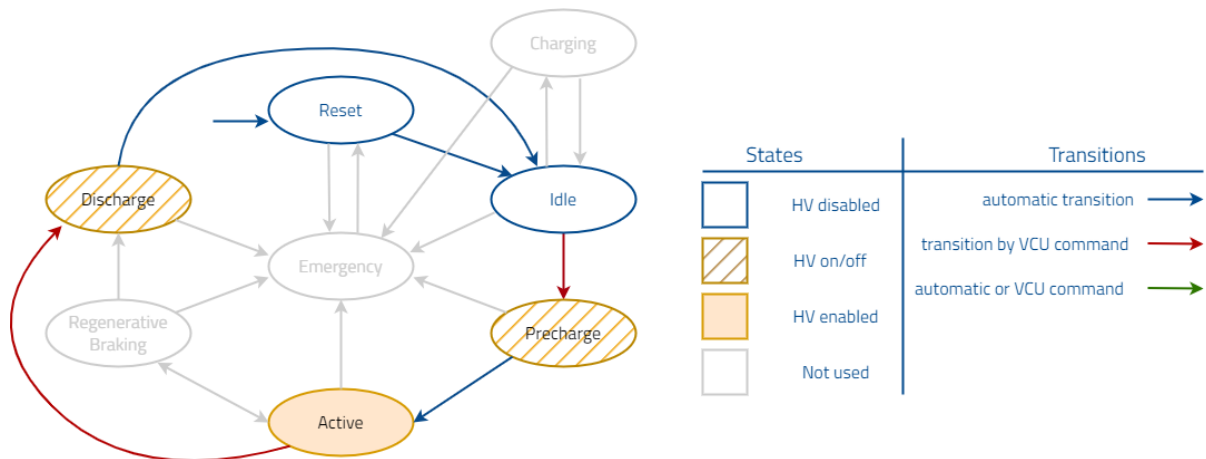 Charging
Reset
Discharge
Idle
Emergency
Regenerative
Braking
Precharge
Active
States
Transitions
HV disabled
automatic transition
HV on/off
transition by VCU command
HV enabled
automatic or VCU command
Not used